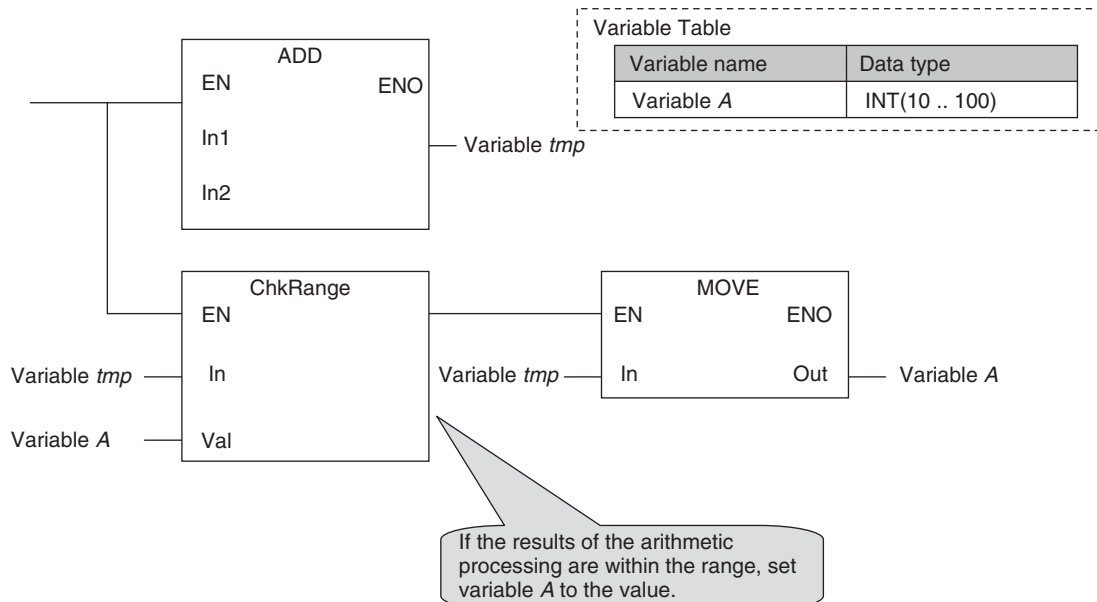 ADD
EN ENO
In1
In2
Variable tmp
Variable Table
Variable name Data type
Variable A INT(10 .. 100)
ChkRange
EN
Variable tmp In
Variable A Val
MOVE
EN ENO
Variable tmp In Out Variable A
If the results of the arithmetic
processing are within the range, set
variable A to the value.